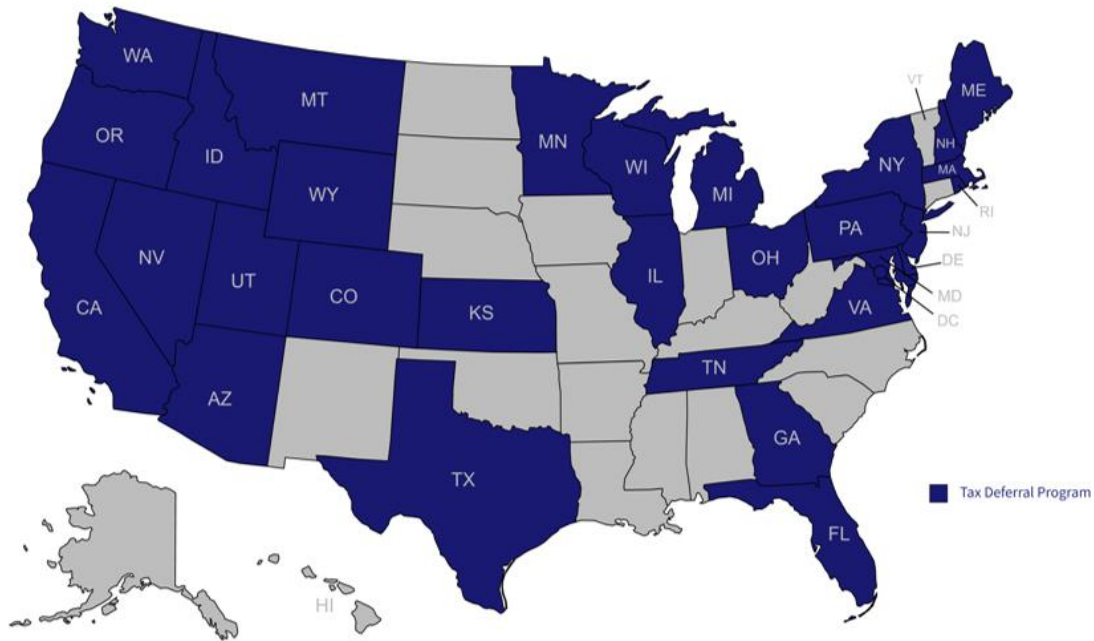 WA
MT
ME
VT
OR
ID
MN
WI
NY
NH
MA
WY
MI
RI
PA
NJ
NV
UT
CO
IL
OH
DE
CA
KS
VA
MD
DC
TN
AZ
GA
TX
Tax Deferral Program
FL
HI